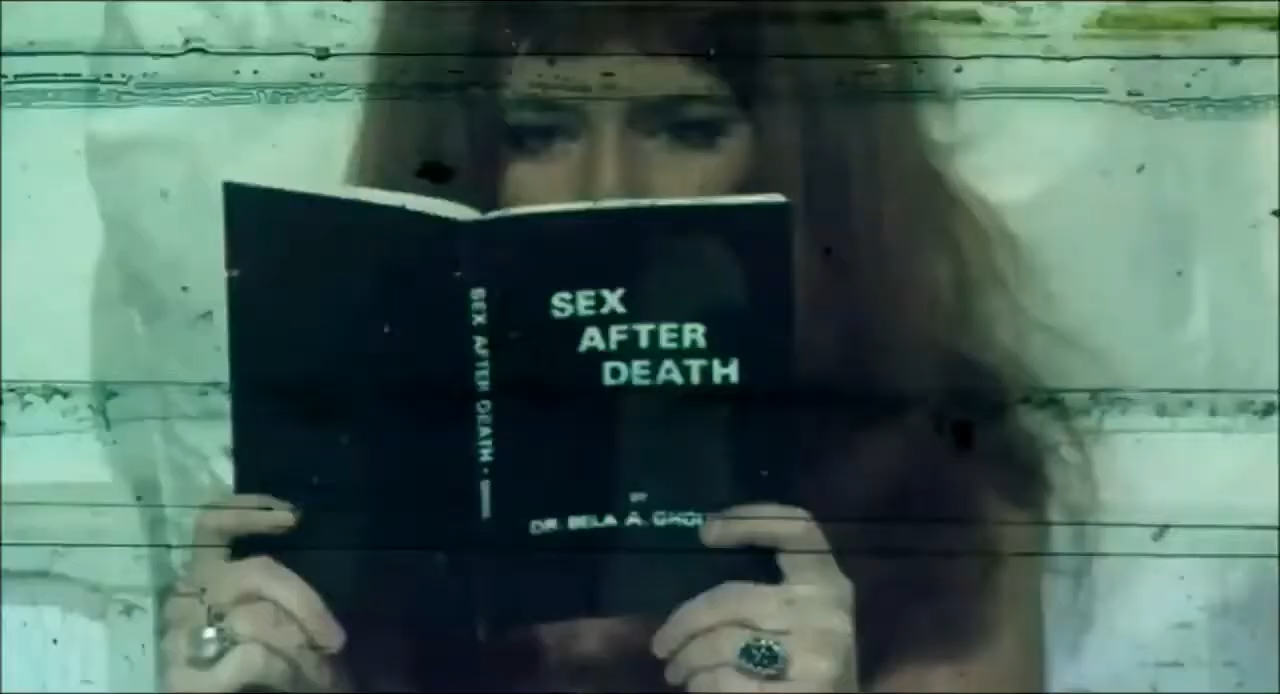 SEX AFTER DEATH
SEX
AFTER
DEATH
BY
DR. BELA A.